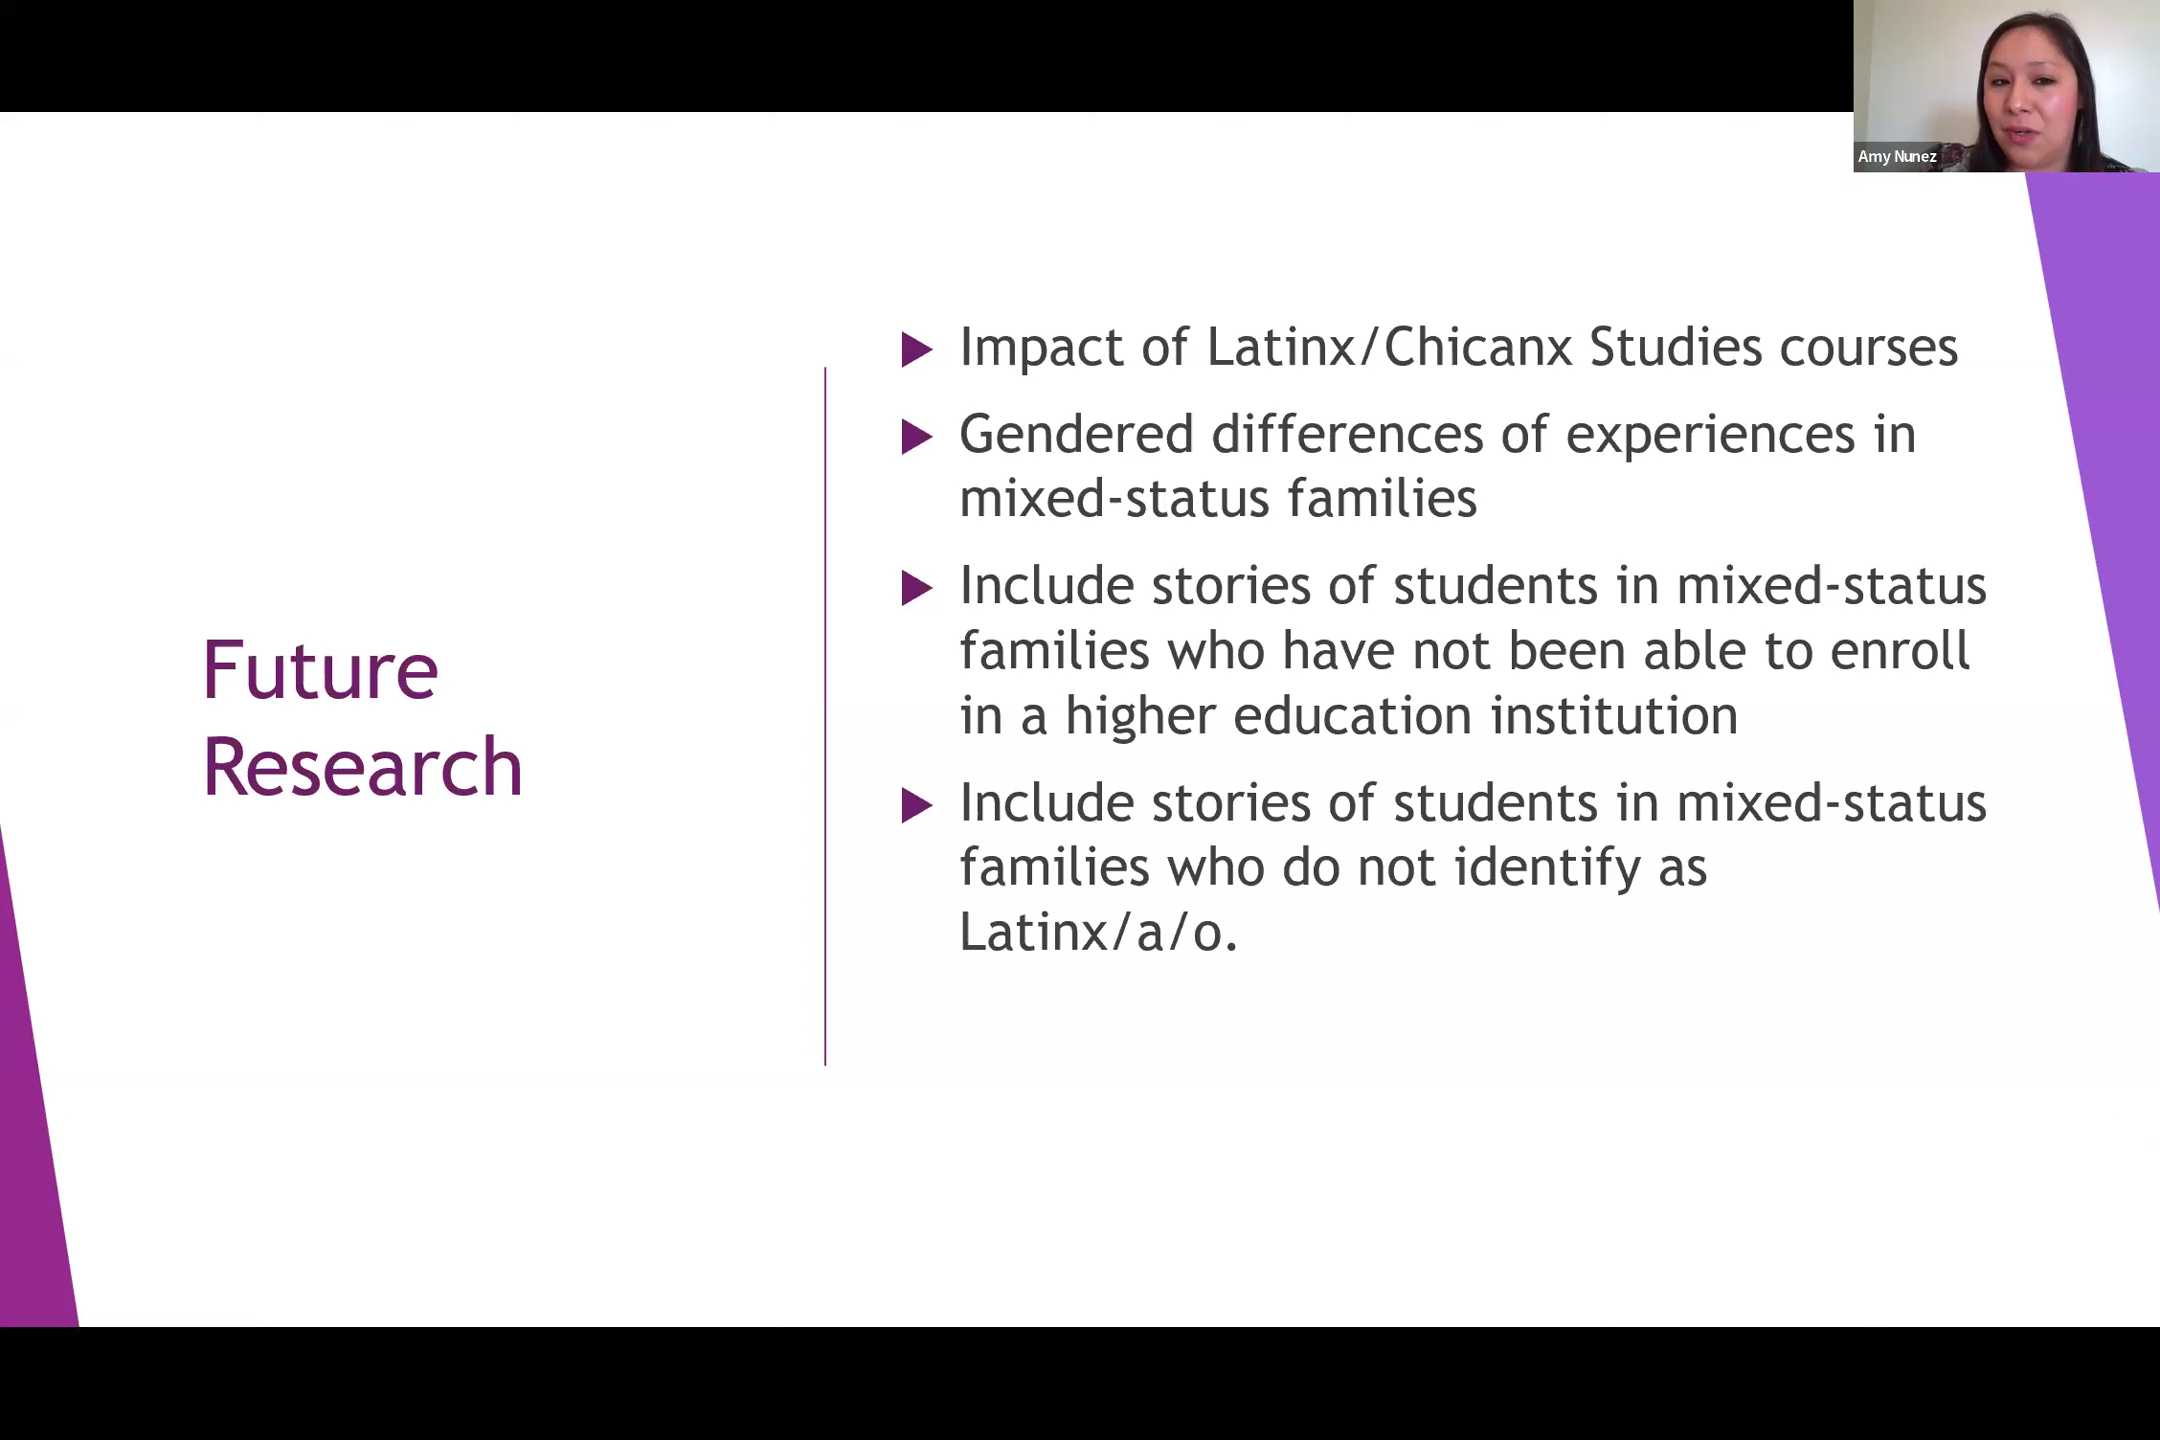 Amy Nunez
Future
Research
Impact of Latinx/Chicanx Studies courses
Gendered differences of experiences in
mixed-status families
Include stories of students in mixed-status
families who have not been able to enroll
in a higher education institution
Include stories of students in mixed-status
families who do not identify as
Latinx/a/o.